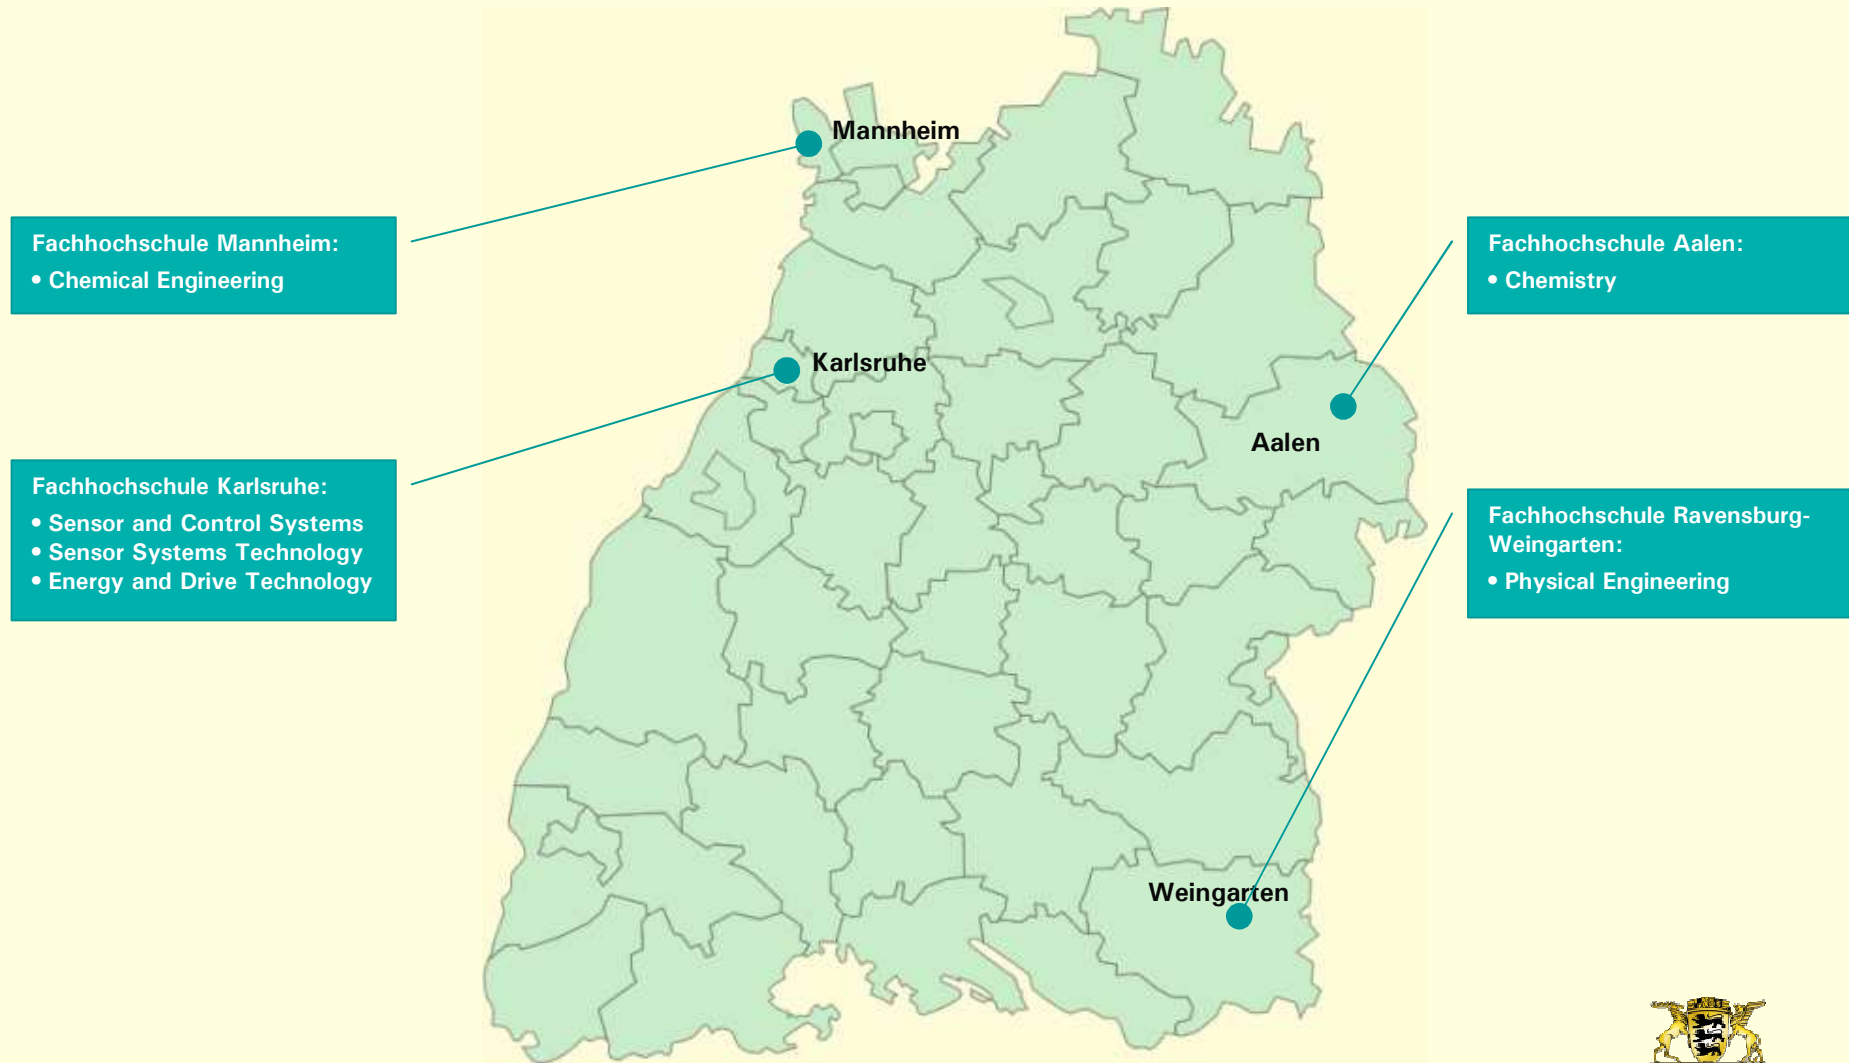 Mannheim
Fachhochschule Mannheim:
• Chemical Engineering
Fachhochschule Aalen:
• Chemistry
Karlsruhe
Aalen
Fachhochschule Karlsruhe:
• Sensor and Control Systems
• Sensor Systems Technology
• Energy and Drive Technology
Fachhochschule Ravensburg-
Weingarten:
• Physical Engineering
Weingarten